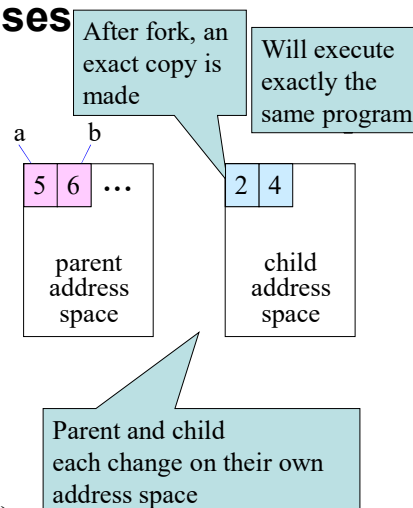 ses
After fork, an
exact copy is
made
Will execute
exactly the
same program
a b
5 6 ...
2 4
parent
address
space
child
address
space
Parent and child
each change on their own
address space